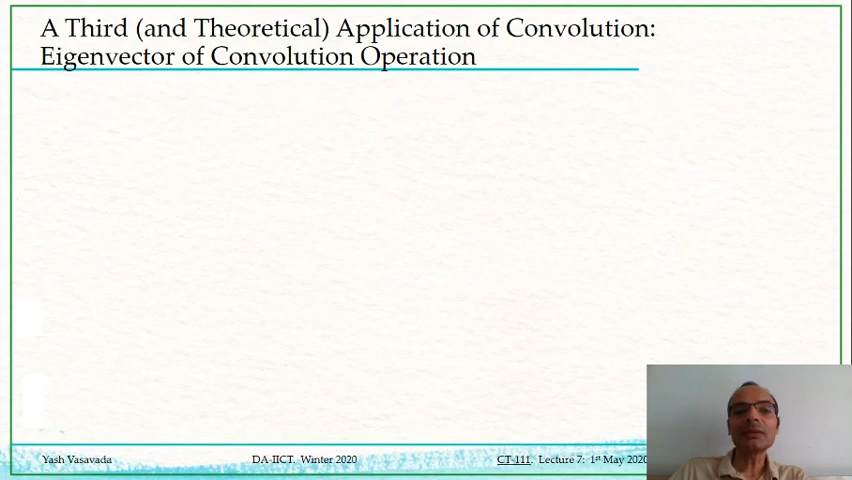 A Third (and Theoretical) Application of Convolution:
Eigenvector of Convolution Operation
Yash Vasavada
DA-IICT, Winter 2020
CT-111, Lecture 7: 1st May 2020